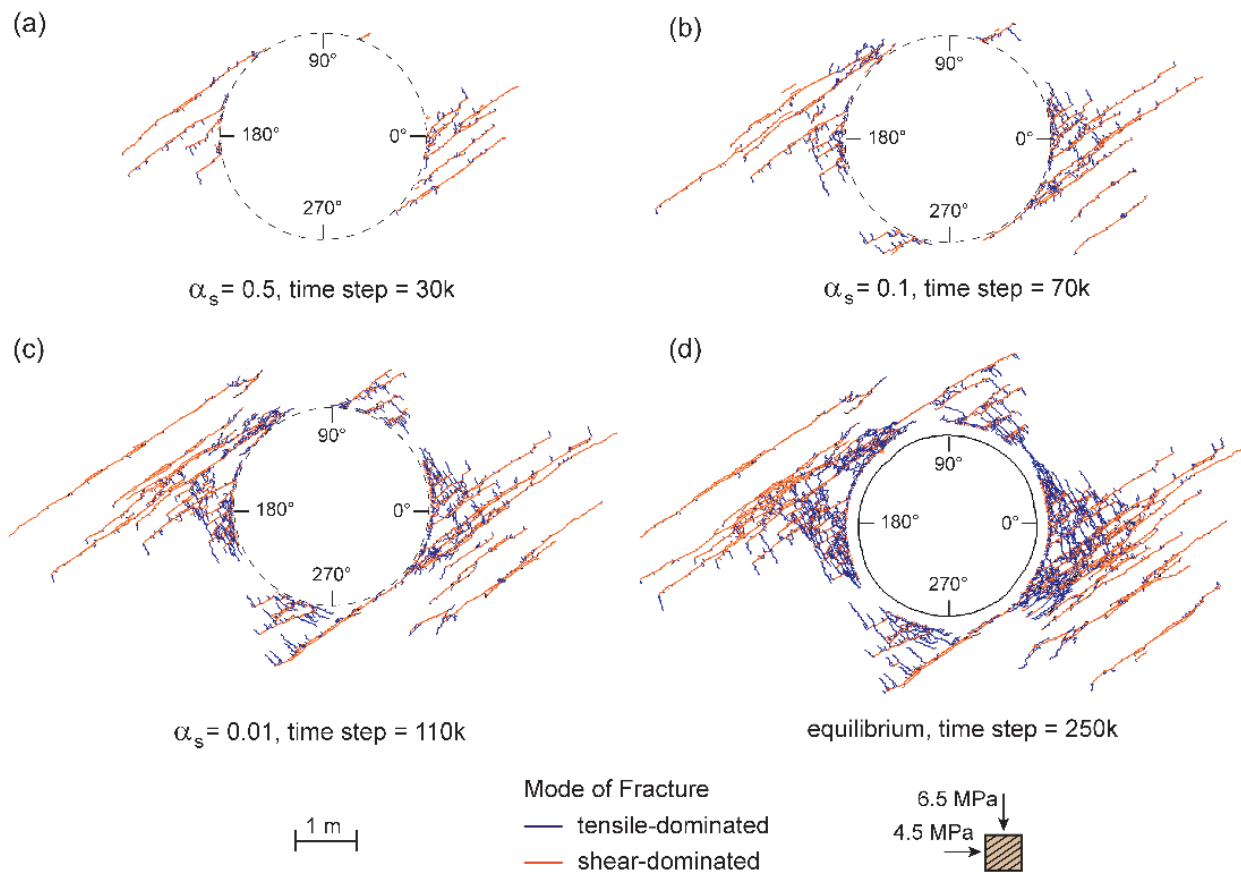 (a)
90°
180°
0°
270°
αs = 0.5, time step = 30k
(b)
90°
180°
0°
270°
αs = 0.1, time step = 70k
(c)
90°
180°
0°
270°
αs = 0.01, time step = 110k
(d)
90°
180°
0°
270°
equilibrium, time step = 250k
1 m
Mode of Fracture
tensile-dominated
shear-dominated
6.5 MPa
4.5 MPa